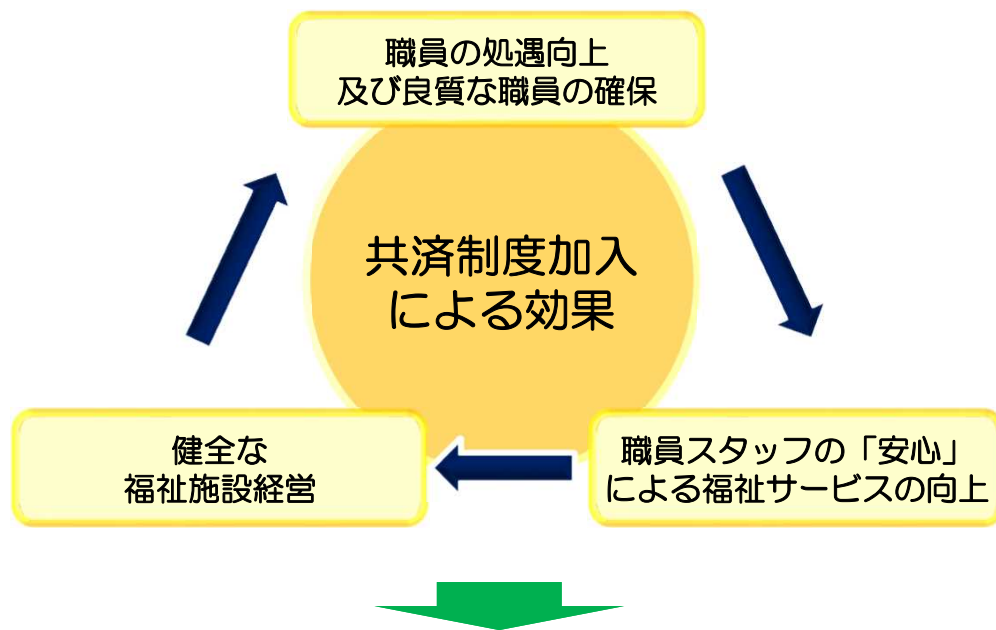 職員の処遇向上
及び良質な職員の確保
共済制度加入
による効果
健全な
福祉施設経営
職員スタッフの「安心」
による福祉サービスの向上